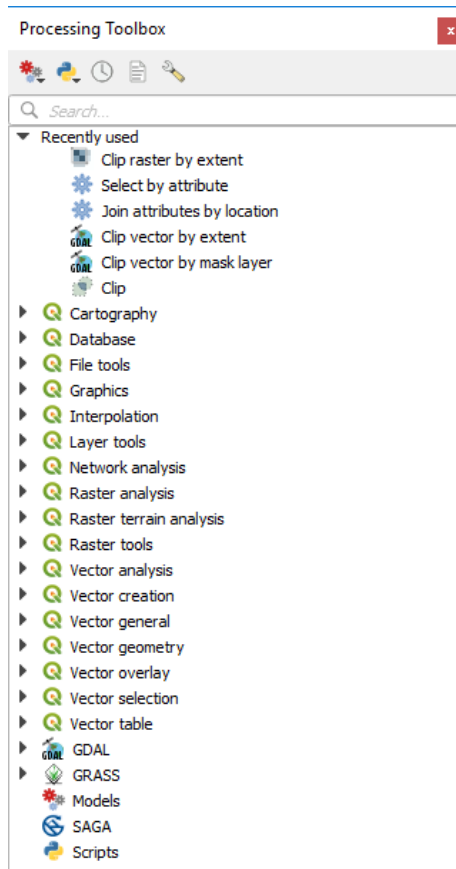 Processing Toolbox
x
Search...
Recently used
Clip raster by extent
Select by attribute
Join attributes by location
GDAL Clip vector by extent
GDAL Clip vector by mask layer
Clip
Cartography
Database
File tools
Graphics
Interpolation
Layer tools
Network analysis
Raster analysis
Raster terrain analysis
Raster tools
Vector analysis
Vector creation
Vector general
Vector geometry
Vector overlay
Vector selection
Vector table
GDAL GDAL
GRASS
Models
SAGA
Scripts